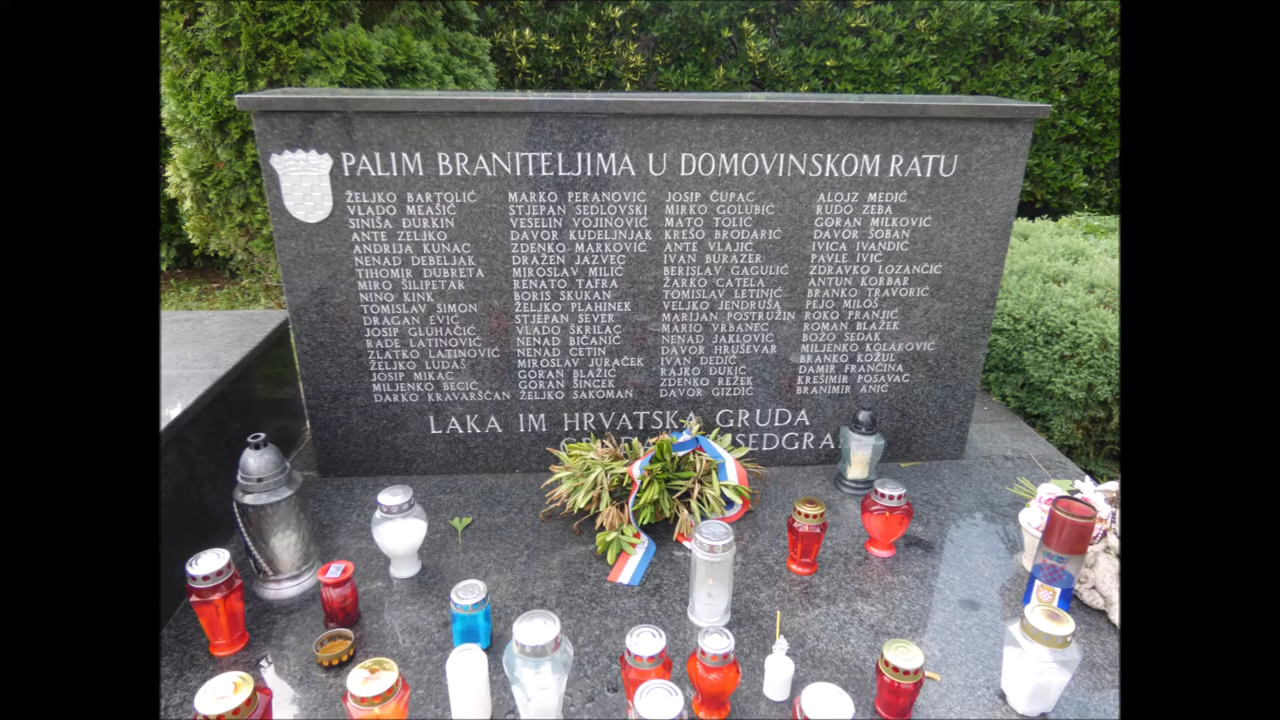 PALIM BRANITELJIMA U DOMOVINSKOM RATU
ŽELJKO BARTOLIĆ
VLADO MEAŠIĆ
SINIŠA ĐURKIN
ANTE ZELJKO
ANDRIJA KUNAC
NENAD DEBELJAK
TIHOMIR DUBRETA
MIRO ŠILIPETAR
NINO KINK
TOMISLAV SIMON
DRAGAN EVIĆ
JOSIP GLUHAČIĆ
RADE LATINOVIĆ
ZLATKO LATINOVIĆ
ŽELJKO LUDAŠ
JOSIP MIKAC
MILJENKO BECIĆ
DARKO KRAVARŠČAN
MARKO PERANOVIĆ
STJEPAN SEDLOVSKI
VESELIN VOJINOVIĆ
DAVOR KUDELJNJAK
ZDENKO MARKOVIĆ
DRAŽEN JAZVEC
MIROSLAV MILIĆ
RENATO TAFRA
BORIS SKUKAN
ŽELJKO PLAHINEK
STJEPAN SEVER
VLADO ŠKRILAC
NENAD BIČANIĆ
NENAD CETIN
MIROSLAV JURAČEK
GORAN BLAŽIĆ
GORAN ŠINCEK
ŽELJKO SAKOMAN
JOSIP ČUPAC
MIRKO GOLUBIĆ
MATO TOLIĆ
KREŠO BRODARIĆ
ANTE VLAJIĆ
IVAN BURAZER
BERISLAV GAGULIĆ
ŽARKO CATELA
TOMISLAV LETINIĆ
VELJKO JENDRUŠA
MARIJAN POSTRUŽIN
MARIO VRBANEC
NENAD JAKLOVIĆ
DAVOR HRUŠEVAR
IVAN DEDIĆ
RAJKO ĐUKIĆ
ZDENKO REŽEK
DAVOR GIZDIĆ
ALOJZ MEDIĆ
RUDO ZEBA
GORAN MILKOVIĆ
DAVOR ŠOBAN
IVICA IVANDIĆ
PAVLE IVIĆ
ZDRAVKO LOZANČIĆ
ANTUN KORBAR
BRANKO TRAVORIĆ
PEJO MILOŠ
ROKO PRANJIĆ
ROMAN BLAŽEK
BOŽO SEDAK
MILJENKO KOLAKOVIĆ
BRANKO KOŽUL
DAMIR FRANČINA
KREŠIMIR POSAVAC
BRANIMIR ANIĆ
LAKA IM HRVATSKA GRUDA